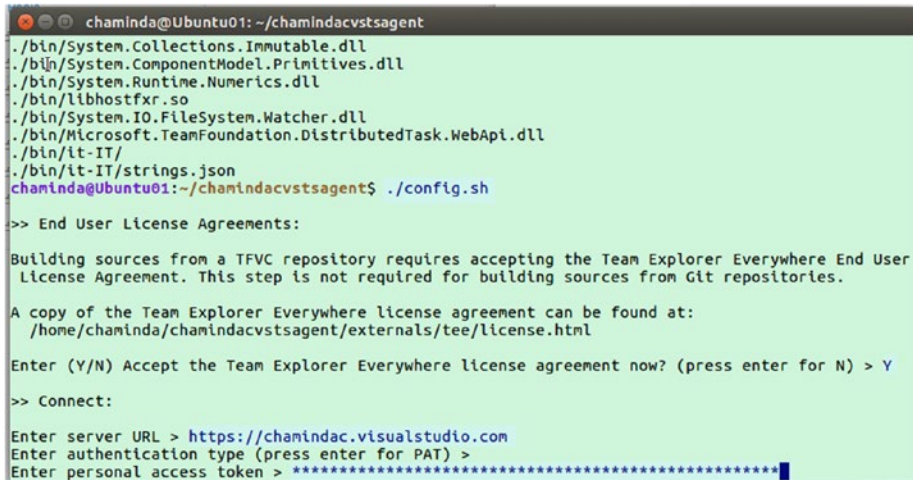 chaminda@Ubuntu01: ~/chamindacvstsagent
./bin/System.Collections.Immutable.dll
./bin/System.ComponentModel.Primitives.dll
./bin/System.Runtime.Numerics.dll
./bin/libhostfxr.so
./bin/System.IO.FileSystem.Watcher.dll
./bin/Microsoft.TeamFoundation.DistributedTask.WebApi.dll
./bin/it-IT/
./bin/it-IT/strings.json
chaminda@Ubuntu01:~/chamindacvstsagent$ ./config.sh
>> End User License Agreements:
Building sources from a TFVC repository requires accepting the Team Explorer Everywhere End User
License Agreement. This step is not required for building sources from Git repositories.
A copy of the Team Explorer Everywhere license agreement can be found at:
/home/chaminda/chamindacvstsagent/externals/tee/license.html
Enter (Y/N) Accept the Team Explorer Everywhere license agreement now? (press enter for N) > Y
>> Connect:
Enter server URL > https://chamindac.visualstudio.com
Enter authentication type (press enter for PAT) >
Enter personal access token > ****************************************************